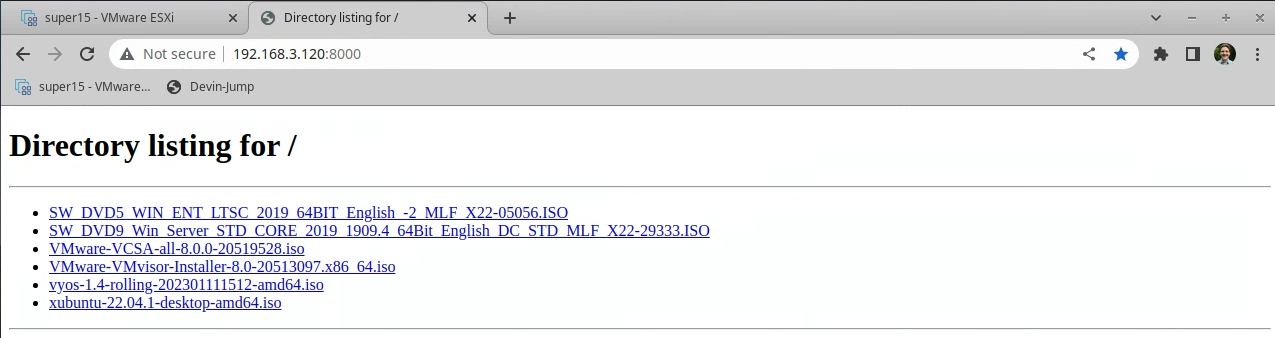 super15 - VMware ESXi
Directory listing for /
Not secure
192.168.3.120:8000
super15 - VMware...
Devin-Jump
Directory listing for /
SW_DVD5_WIN_ENT_LTSC_2019_64BIT_English_-2_MLF_X22-05056.ISO
SW_DVD9_Win_Server_STD_CORE_2019_1909.4_64Bit_English_DC_STD_MLF_X22-29333.ISO
VMware-VCSA-all-8.0.0-20519528.iso
VMware-VMvisor-Installer-8.0-20513097.x86_64.iso
vyos-1.4-rolling-202301111512-amd64.iso
xubuntu-22.04.1-desktop-amd64.iso